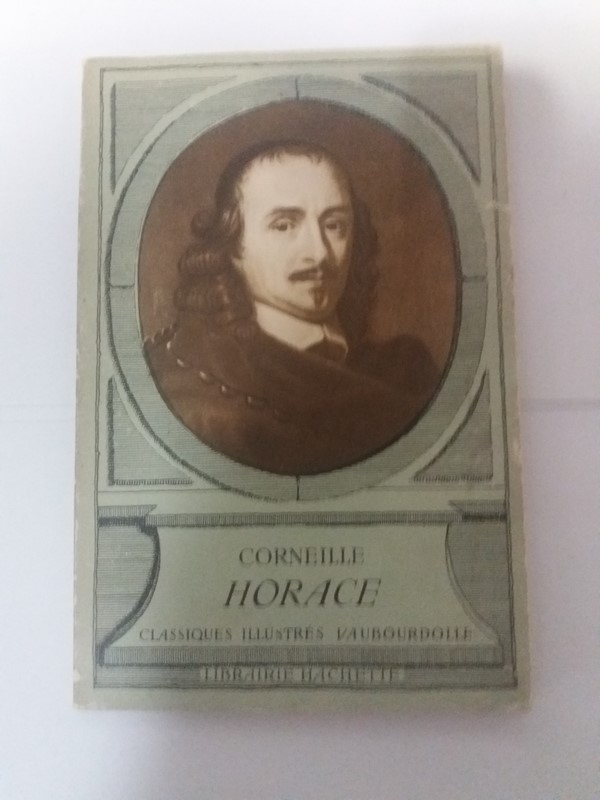 CORNEILLE
HORACE
CLASSIQUES ILLUSTRÉS VAUBOURDOLLE
LIBRAIRIE HACHETTE